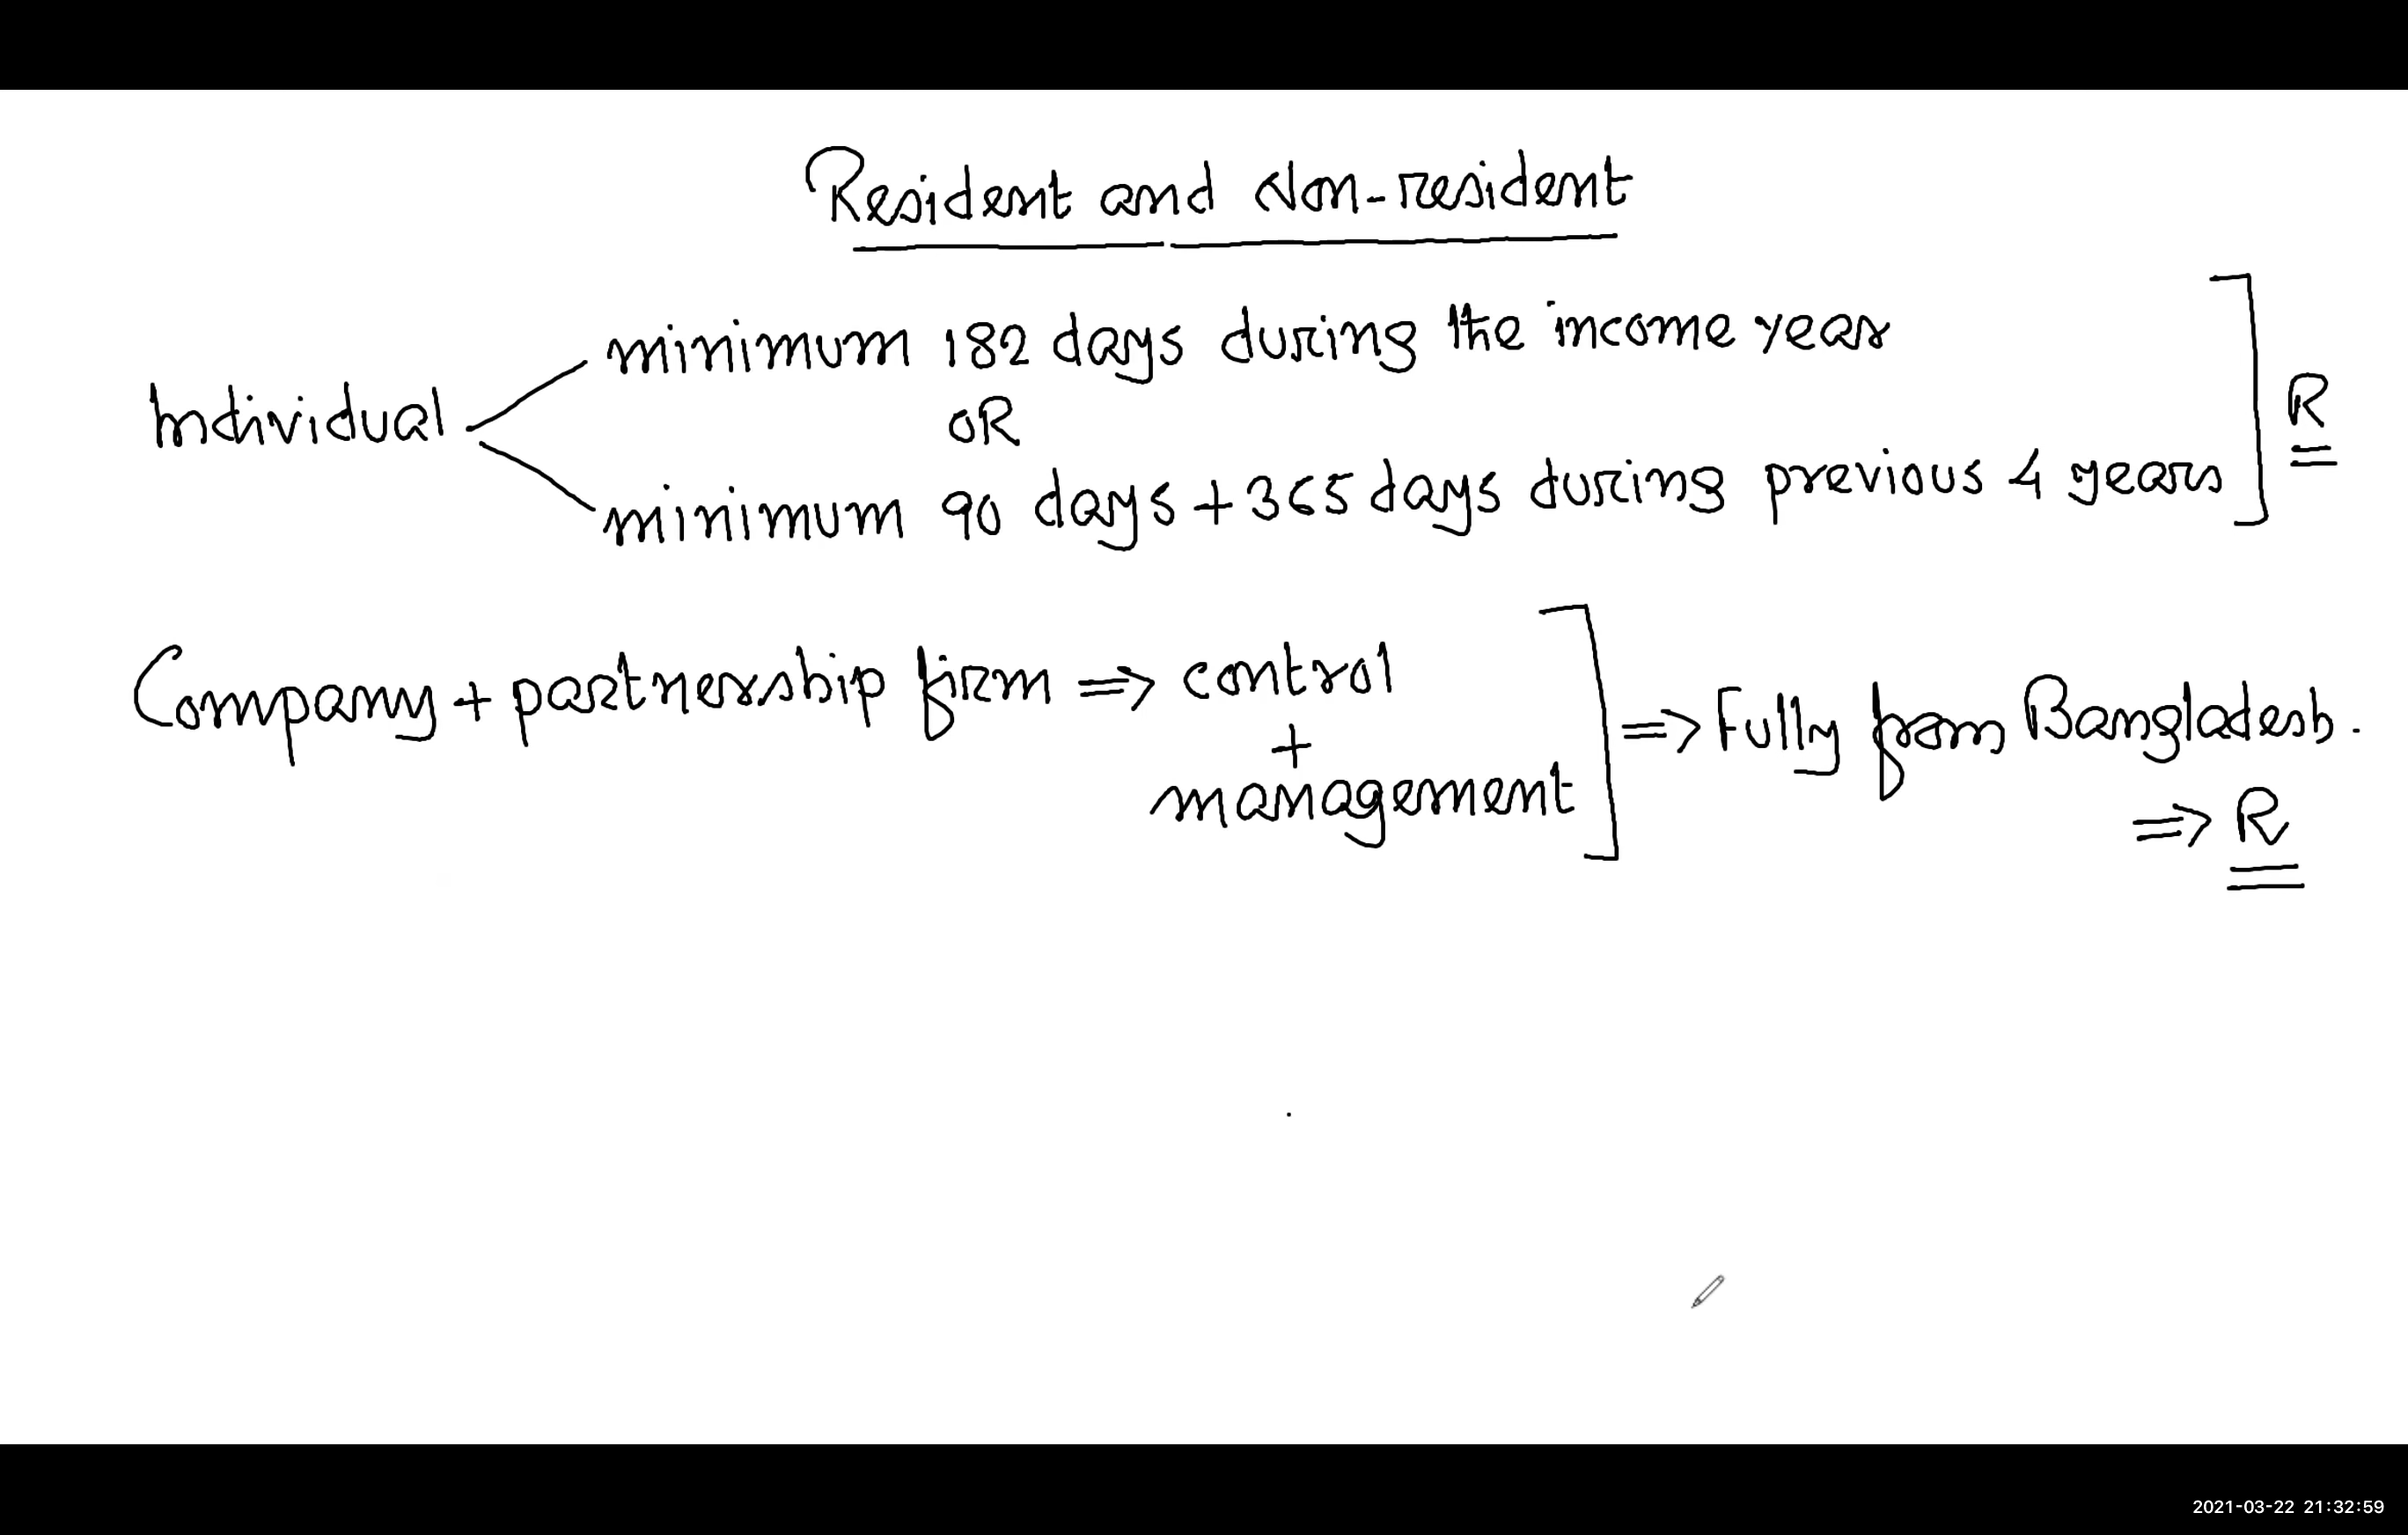 Resident and Non-resident
minimum 182 days during the income year
Individual OR R
minimum 90 days + 365 days during previous 4 years
Company + partnership firm => control
+ => Fully from Bangladesh.
management => R
2021-03-22 21:32:59